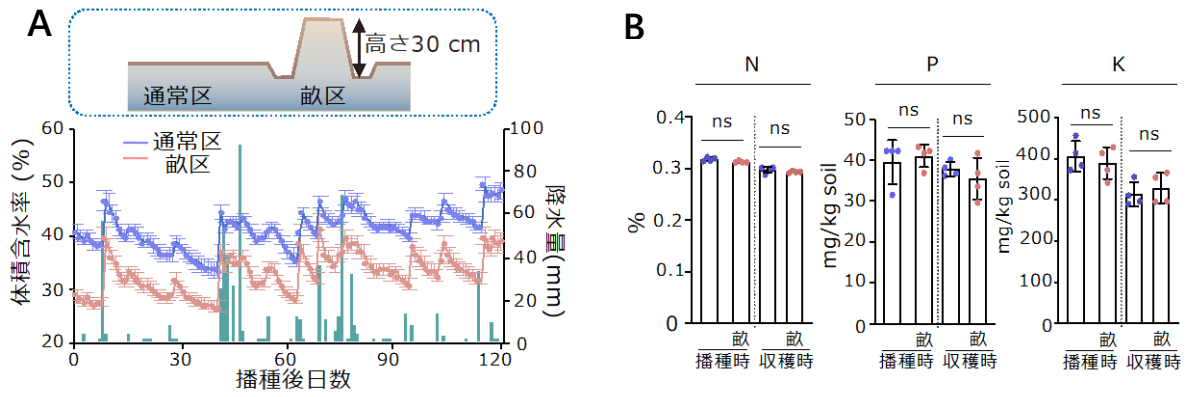 A
高さ30 cm
通常区
畝区
通常区
畝区
体積含水率 (%)
60
50
40
30
20
降水量(mm)
100
80
60
40
20
0
0
30
60
90
120
播種後日数
B
N
%
0.4
0.3
0.2
0.1
0
ns
ns
畝
畝
播種時
収穫時
P
mg/kg soil
50
40
30
20
10
0
ns
ns
畝
畝
播種時
収穫時
K
mg/kg soil
500
400
300
200
100
0
ns
ns
畝
畝
播種時
収穫時